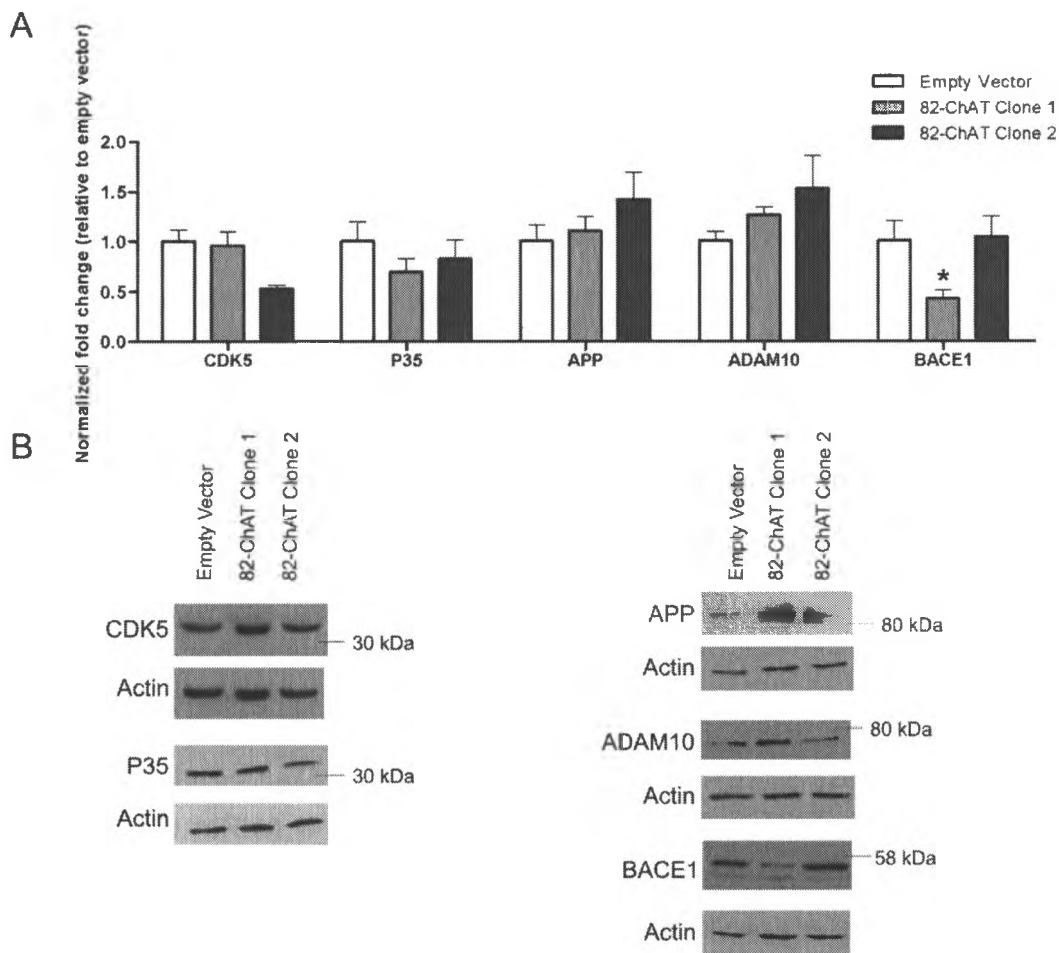 A
Normalized fold change (relative to empty vector)
Empty Vector
82-ChAT Clone 1
82-ChAT Clone 2
2.0
1.5
1.0
0.5
0.0
*
CDK5
P35
APP
ADAM10
BACE1
B
Empty Vector
82-ChAT Clone 1
82-ChAT Clone 2
CDK5
30 kDa
Actin
P35
30 kDa
Actin
Empty Vector
82-ChAT Clone 1
82-ChAT Clone 2
APP
80 kDa
Actin
ADAM10
80 kDa
Actin
BACE1
58 kDa
Actin